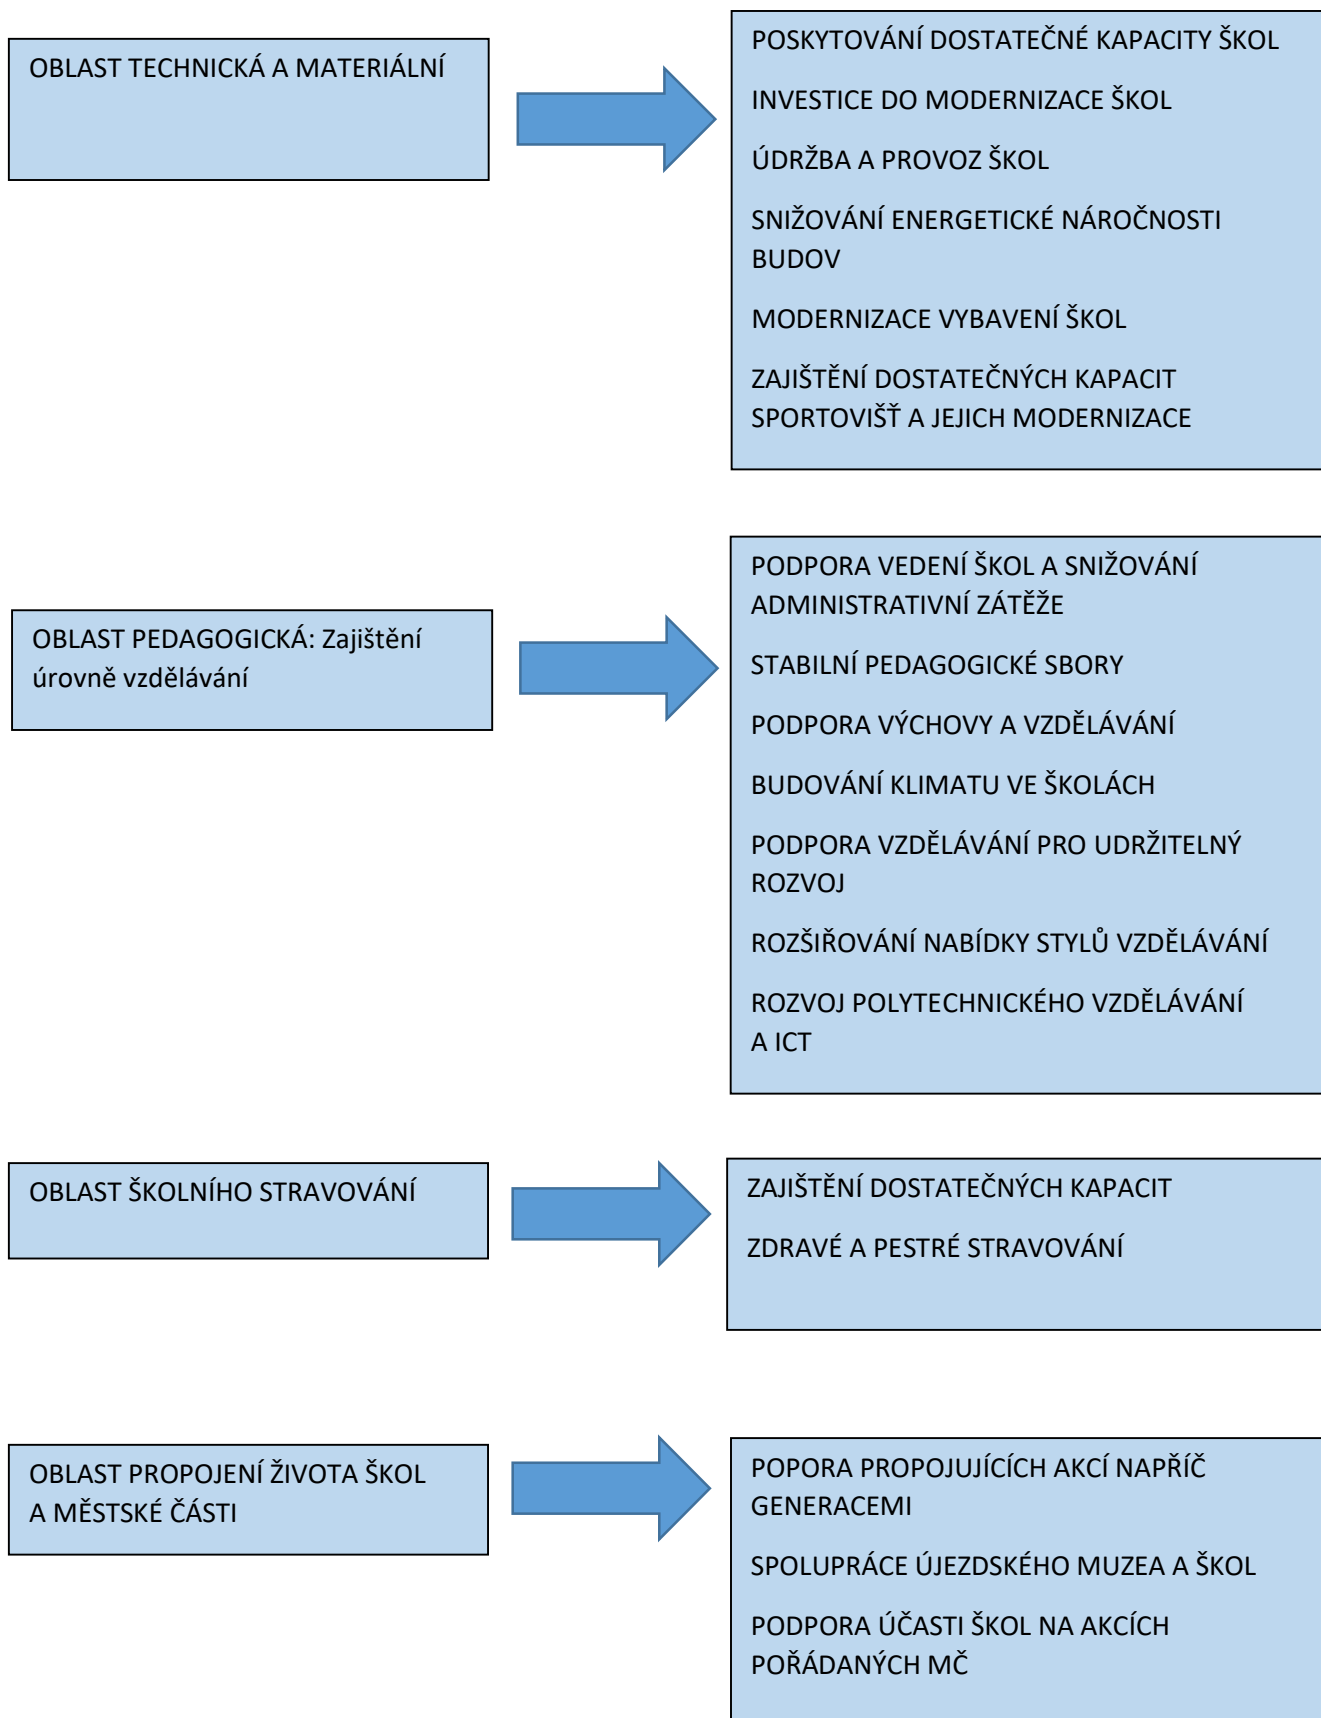 OBLAST TECHNICKÁ A MATERIÁLNÍ
POSKYTOVÁNÍ DOSTATEČNÉ KAPACITY ŠKOL
INVESTICE DO MODERNIZACE ŠKOL
ÚDRŽBA A PROVOZ ŠKOL
SNIŽOVÁNÍ ENERGETICKÉ NÁROČNOSTI
BUDOV
MODERNIZACE VYBAVENÍ ŠKOL
ZAJIŠTĚNÍ DOSTATEČNÝCH KAPACIT
SPORTOVIŠŤ A JEJICH MODERNIZACE
OBLAST PEDAGOGICKÁ: Zajištění
úrovně vzdělávání
PODPORA VEDENÍ ŠKOL A SNIŽOVÁNÍ
ADMINISTRATIVNÍ ZÁTĚŽE
STABILNÍ PEDAGOGICKÉ SBORY
PODPORA VÝCHOVY A VZDĚLÁVÁNÍ
BUDOVÁNÍ KLIMATU VE ŠKOLÁCH
PODPORA VZDĚLÁVÁNÍ PRO UDRŽITELNÝ
ROZVOJ
ROZŠIŘOVÁNÍ NABÍDKY STYLŮ VZDĚLÁVÁNÍ
ROZVOJ POLYTECHNICKÉHO VZDĚLÁVÁNÍ
A ICT
OBLAST ŠKOLNÍHO STRAVOVÁNÍ
ZAJIŠTĚNÍ DOSTATEČNÝCH KAPACIT
ZDRAVÉ A PESTRÉ STRAVOVÁNÍ
OBLAST PROPOJENÍ ŽIVOTA ŠKOL
A MĚSTSKÉ ČÁSTI
POPORA PROPOJUJÍCÍCH AKCÍ NAPŘÍČ
GENERACEMI
SPOLUPRÁCE ÚJEZDSKÉHO MUZEA A ŠKOL
PODPORA ÚČASTI ŠKOL NA AKCÍCH
POŘÁDANÝCH MČ